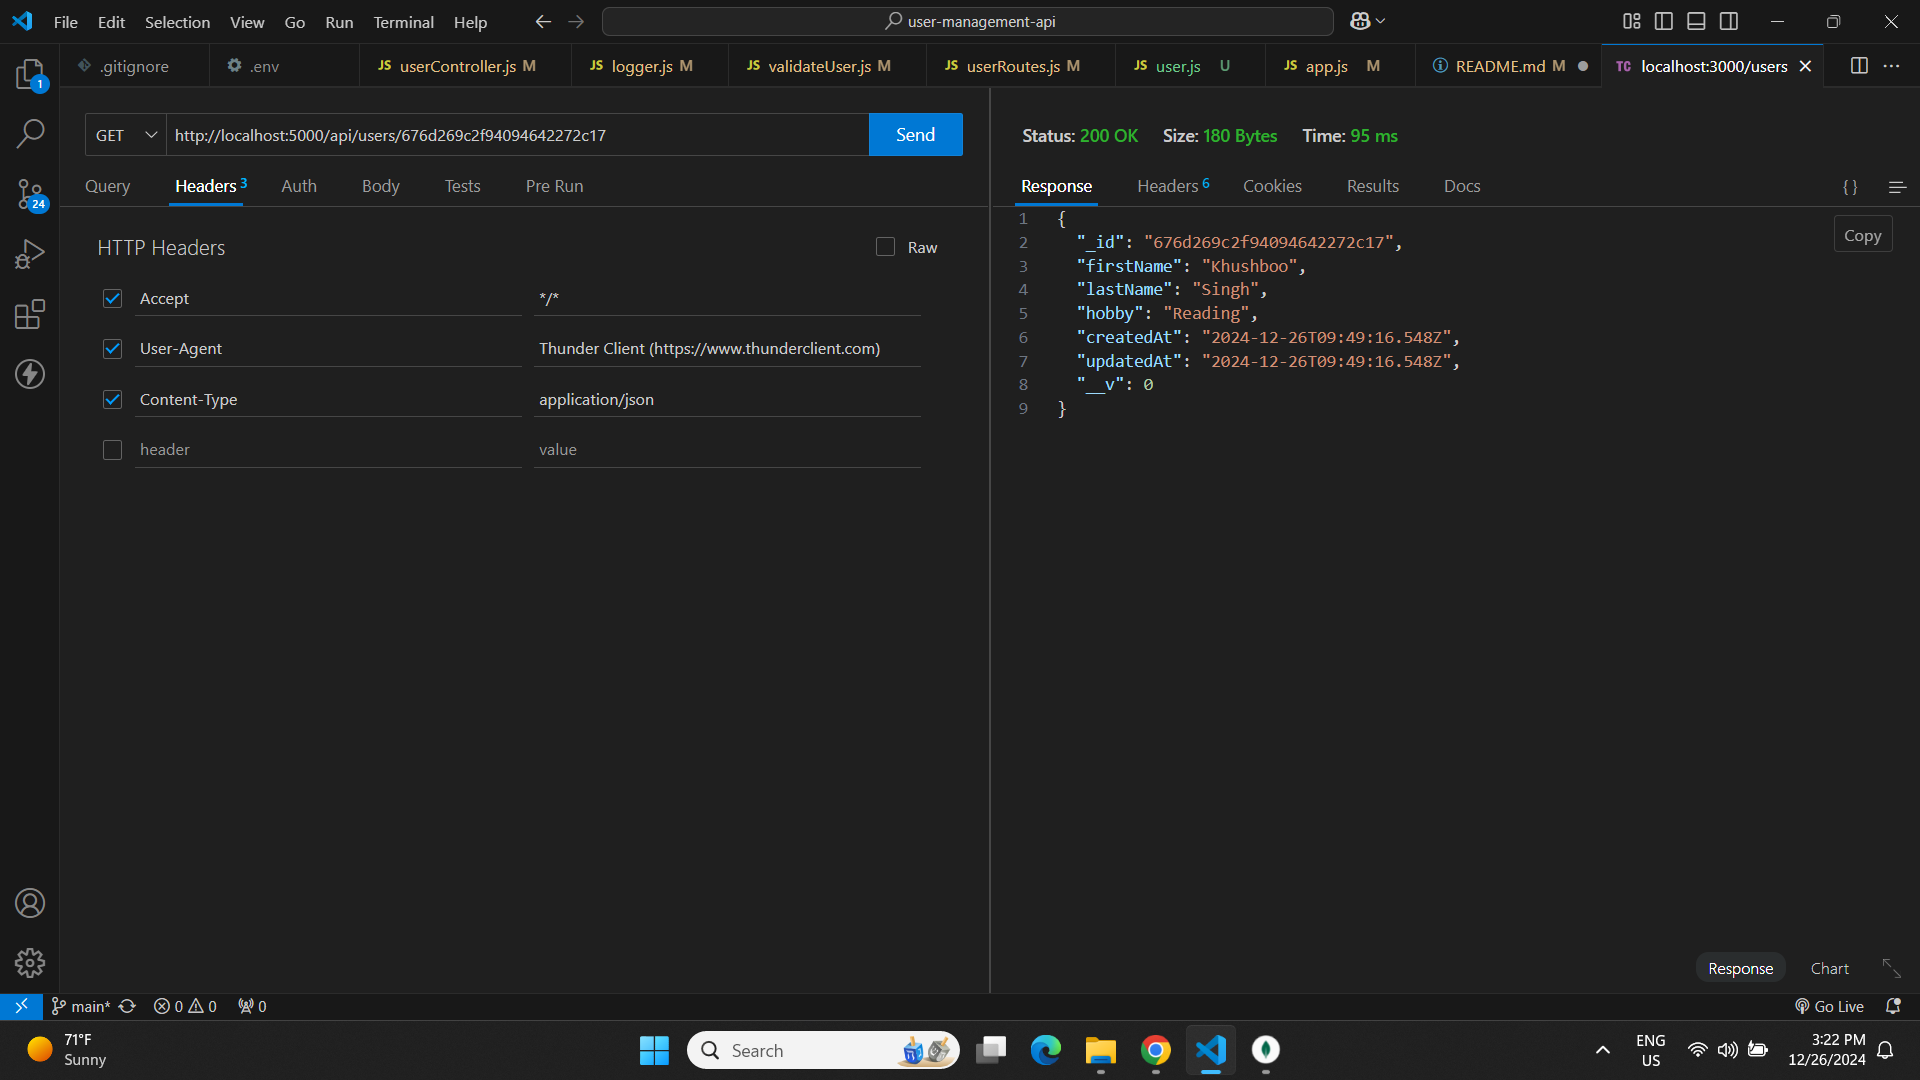 File Edit Selection View Go Run Terminal Help
user-management-api
1
.gitignore
.env
JS userController.js M
JS logger.js M
JS validateUser.js M
JS userRoutes.js M
JS user.js U
JS app.js M
README.md M
TC localhost:3000/users
24
GET http://localhost:5000/api/users/676d269c2f94094642272c17 Send
Query Headers 3 Auth Body Tests Pre Run
HTTP Headers Raw
Accept */*
User-Agent Thunder Client (https://www.thunderclient.com)
Content-Type application/json
header value
Status: 200 OK Size: 180 Bytes Time: 95 ms
Response Headers 6 Cookies Results Docs {}
Copy
1 {
2 "_id": "676d269c2f94094642272c17",
3 "firstName": "Khushboo",
4 "lastName": "Singh",
5 "hobby": "Reading",
6 "createdAt": "2024-12-26T09:49:16.548Z",
7 "updatedAt": "2024-12-26T09:49:16.548Z",
8 "__v": 0
9 }
Response Chart
main* 0 0 0 Go Live
71°F
Sunny
Search
ENG
US
3:22 PM
12/26/2024